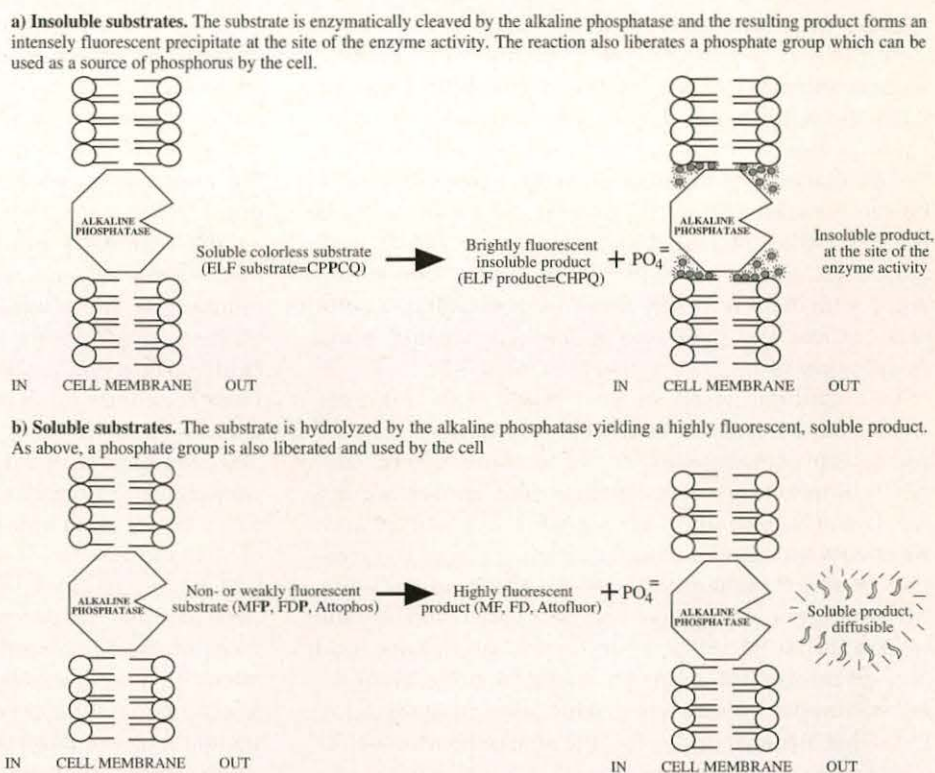 a) Insoluble substrates. The substrate is enzymatically cleaved by the alkaline phosphatase and the resulting product forms an
intensely fluorescent precipitate at the site of the enzyme activity. The reaction also liberates a phosphate group which can be
used as a source of phosphorus by the cell.
ALKALINE
PHOSPHATASE
Soluble colorless substrate
(ELF substrate=CPPCQ)
Brightly fluorescent
insoluble product
(ELF product=CHPQ)
+ PO4=
ALKALINE
PHOSPHATASE
Insoluble product,
at the site of the
enzyme activity
IN CELL MEMBRANE OUT
IN CELL MEMBRANE OUT
b) Soluble substrates. The substrate is hydrolyzed by the alkaline phosphatase yielding a highly fluorescent, soluble product.
As above, a phosphate group is also liberated and used by the cell
ALKALINE
PHOSPHATASE
Non- or weakly fluorescent
substrate (MFP, FDP, Attophos)
Highly fluorescent
product (MF, FD, Attofluor)
+ PO4=
ALKALINE
PHOSPHATASE
Soluble product,
diffusible
IN CELL MEMBRANE OUT
IN CELL MEMBRANE OUT